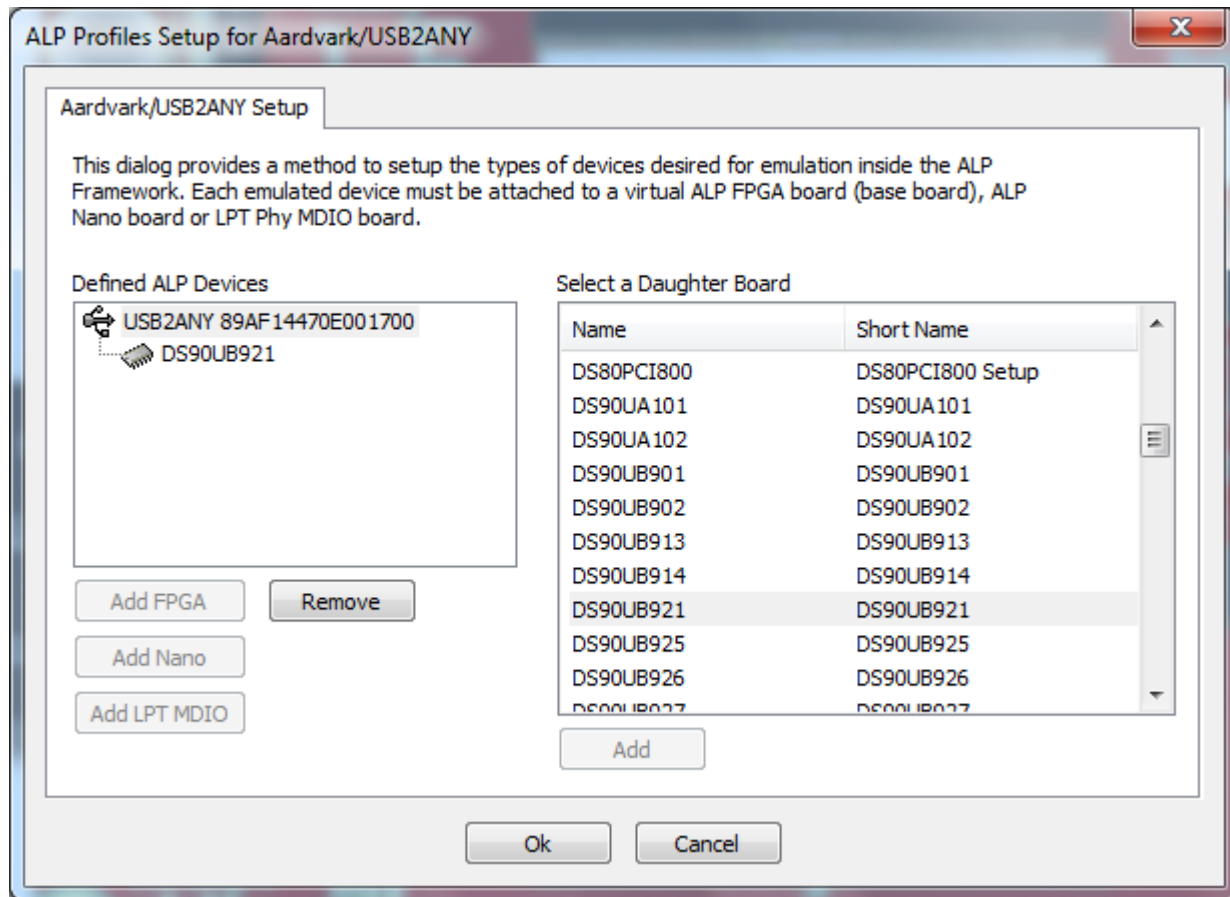 ALP Profiles Setup for Aardvark/USB2ANY
Aardvark/USB2ANY Setup
This dialog provides a method to setup the types of devices desired for emulation inside the ALP
Framework. Each emulated device must be attached to a virtual ALP FPGA board (base board), ALP
Nano board or LPT Phy MDIO board.
Defined ALP Devices
USB2ANY 89AF14470E001700
DS90UB921
Add FPGA
Remove
Add Nano
Add LPT MDIO
Select a Daughter Board
Name Short Name
DS80PCI800 DS80PCI800 Setup
DS90UA101 DS90UA101
DS90UA102 DS90UA102
DS90UB901 DS90UB901
DS90UB902 DS90UB902
DS90UB913 DS90UB913
DS90UB914 DS90UB914
DS90UB921 DS90UB921
DS90UB925 DS90UB925
DS90UB926 DS90UB926
DS90UB927 DS90UB927
Add
Ok
Cancel